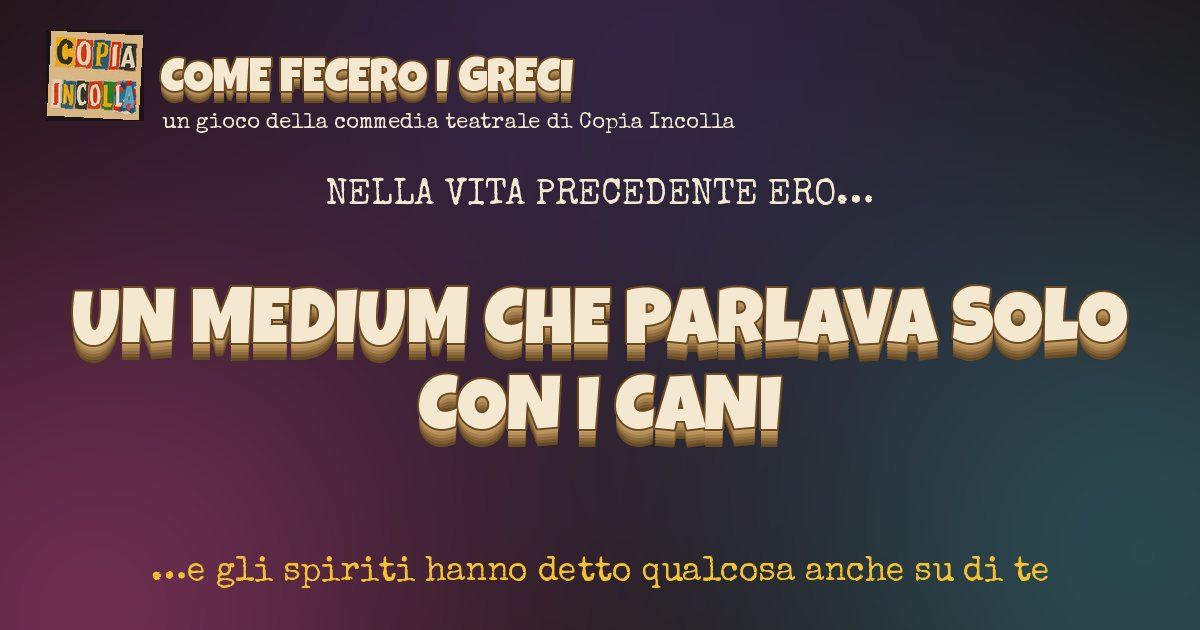 COPIA
INCOLLA
COME FECERO I GRECI
un gioco della commedia teatrale di Copia Incolla
NELLA VITA PRECEDENTE ERO...
UN MEDIUM CHE PARLAVA SOLO
CON I CANI
...e gli spiriti hanno detto qualcosa anche su di te